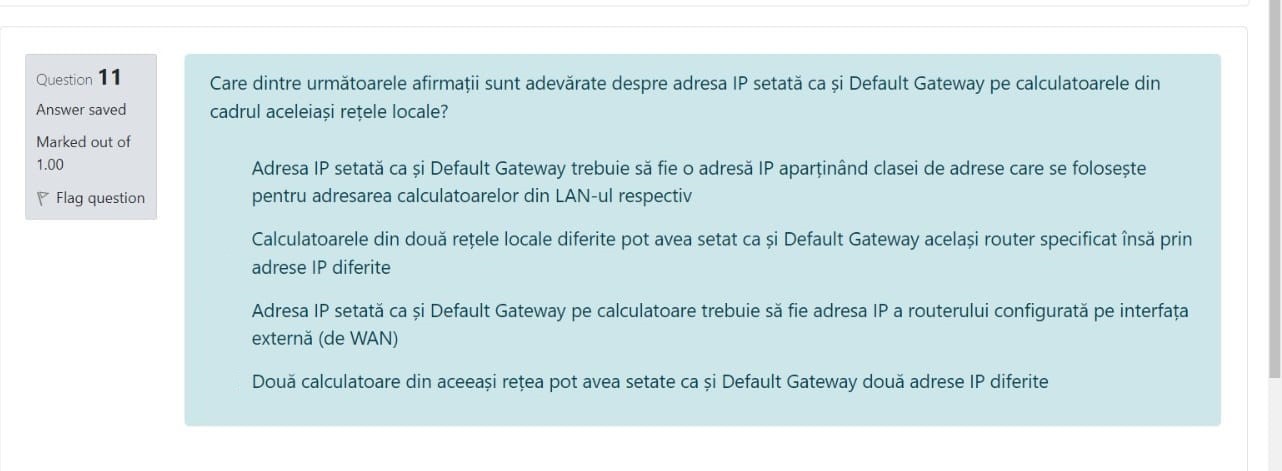 Question 11
Answer saved
Marked out of
1.00
Flag question
Care dintre următoarele afirmații sunt adevărate despre adresa IP setată ca și Default Gateway pe calculatoarele din
cadrul aceleiași rețele locale?
Adresa IP setată ca și Default Gateway trebuie să fie o adresă IP aparținând clasei de adrese care se folosește
pentru adresarea calculatoarelor din LAN-ul respectiv
Calculatoarele din două rețele locale diferite pot avea setat ca și Default Gateway același router specificat însă prin
adrese IP diferite
Adresa IP setată ca și Default Gateway pe calculatoare trebuie să fie adresa IP a routerului configurată pe interfața
externă (de WAN)
Două calculatoare din aceeași rețea pot avea setate ca și Default Gateway două adrese IP diferite